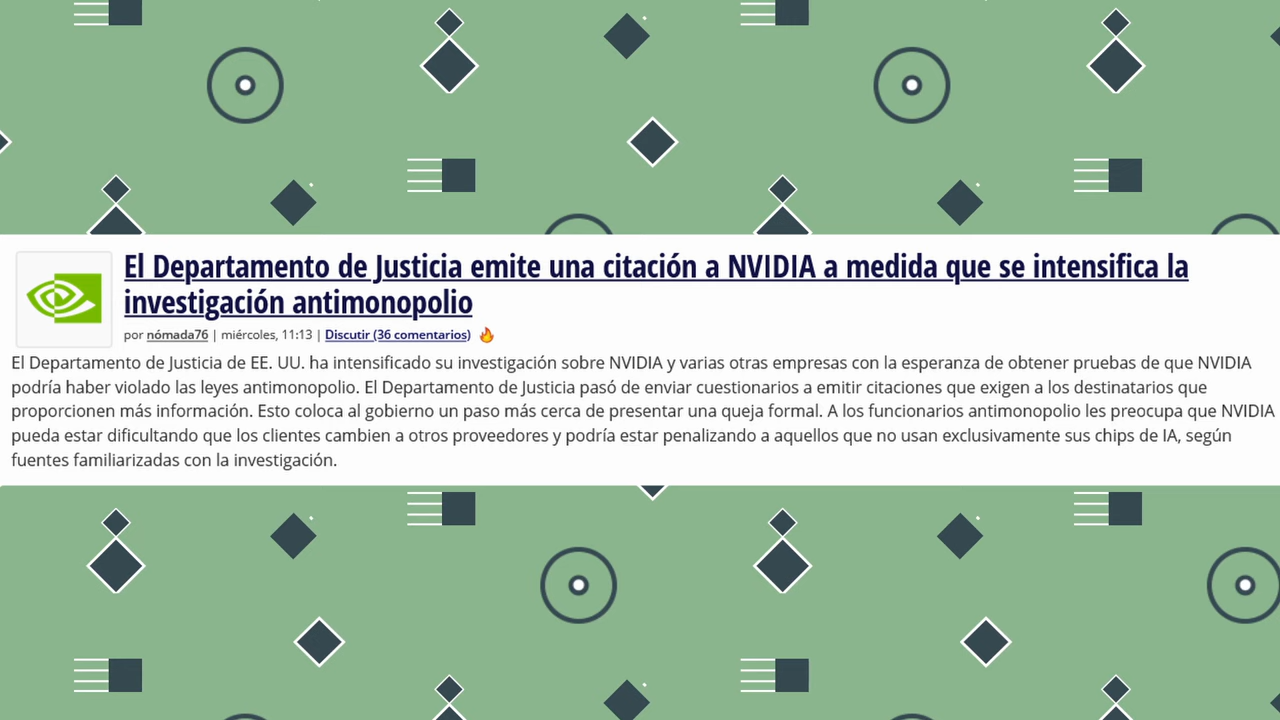 El Departamento de Justicia emite una citación a NVIDIA a medida que se intensifica la
investigación antimonopolio
por nómada76 | miércoles, 11:13 | Discutir (36 comentarios)
El Departamento de Justicia de EE. UU. ha intensificado su investigación sobre NVIDIA y varias otras empresas con la esperanza de obtener pruebas de que NVIDIA
podría haber violado las leyes antimonopolio. El Departamento de Justicia pasó de enviar cuestionarios a emitir citaciones que exigen a los destinatarios que
proporcionen más información. Esto coloca al gobierno un paso más cerca de presentar una queja formal. A los funcionarios antimonopolio les preocupa que NVIDIA
pueda estar dificultando que los clientes cambien a otros proveedores y podría estar penalizando a aquellos que no usan exclusivamente sus chips de IA, según
fuentes familiarizadas con la investigación.